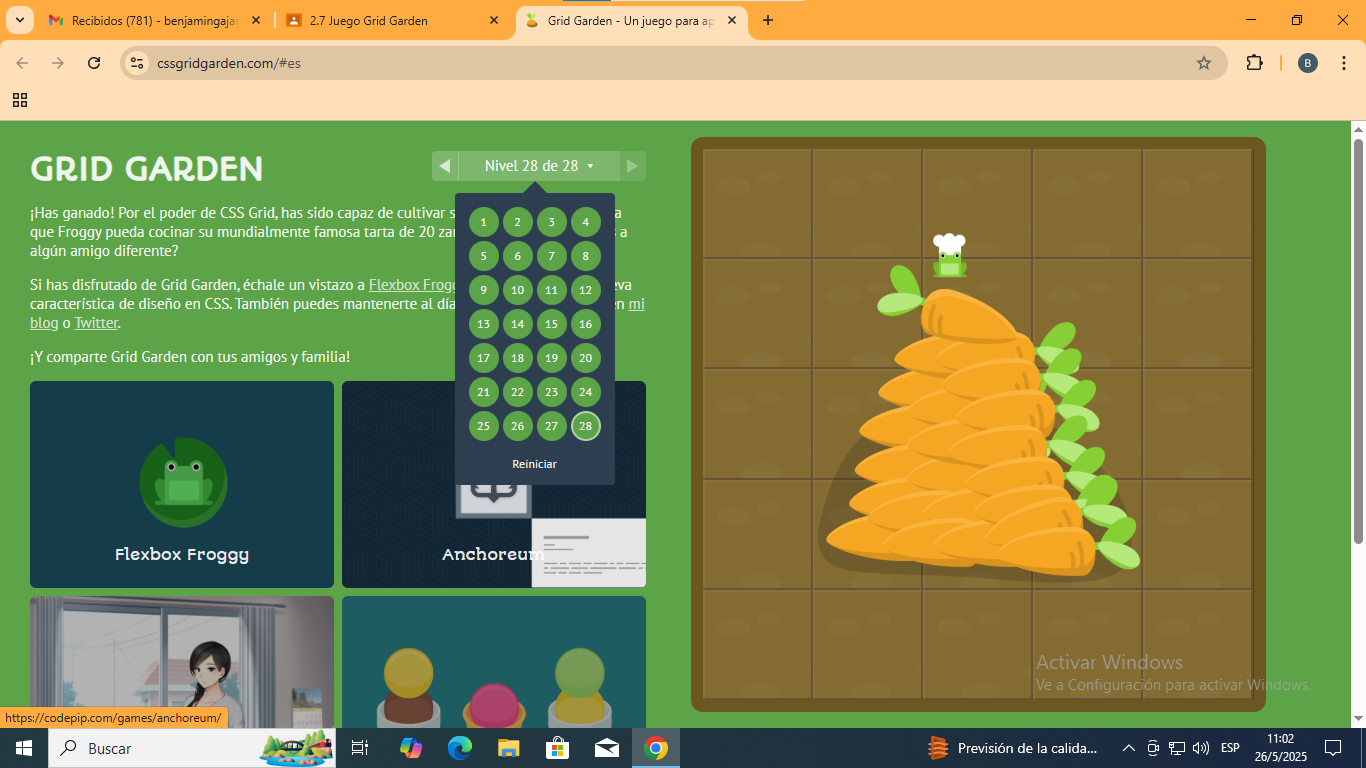 Recibidos (781) - benjamingaja
2.7 Juego Grid Garden
Grid Garden - Un juego para ap
cssgridgarden.com/#es
B
GRID GARDEN
Nivel 28 de 28
¡Has ganado! Por el poder de CSS Grid, has sido capaz de cultivar s
a
que Froggy pueda cocinar su mundialmente famosa tarta de 20 zan
s a
algún amigo diferente?
Si has disfrutado de Grid Garden, échale un vistazo a Flexbox Frogg
eva
característica de diseño en CSS. También puedes mantenerte al día
en mi
blog o Twitter.
¡Y comparte Grid Garden con tus amigos y familia!
1 2 3 4
5 6 7 8
9 10 11 12
13 14 15 16
17 18 19 20
21 22 23 24
25 26 27 28
Reiniciar
Flexbox Froggy
Anchoreum
Activar Windows
Ve a Configuración para activar Windows.
https://codepip.com/games/anchoreum/
Buscar
Previsión de la calida...
ESP
11:02
26/5/2025